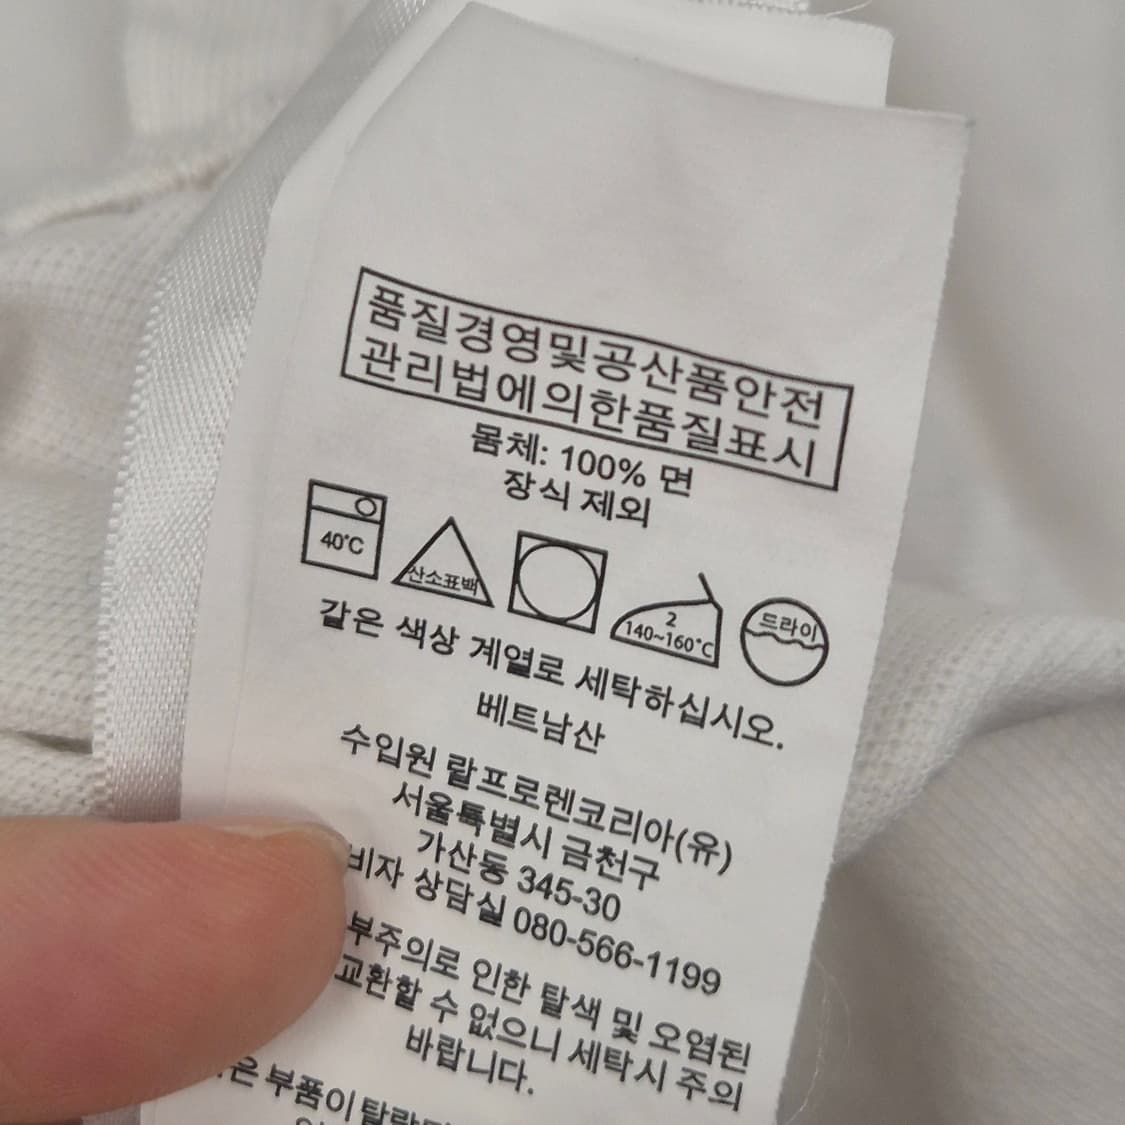 품질경영및공산품안전
관리법에의한품질표시
몸체: 100% 면
장식 제외
40°C
산소표백
2
140~160°C
드라이
같은 색상 계열로 세탁하십시오.
베트남산
수입원 랄프로렌코리아(유)
서울특별시 금천구
가산동 345-30
비자 상담실 080-566-1199
부주의로 인한 탈색 및 오염된
교환할 수 없으니 세탁시 주의
바랍니다.
은 부품이